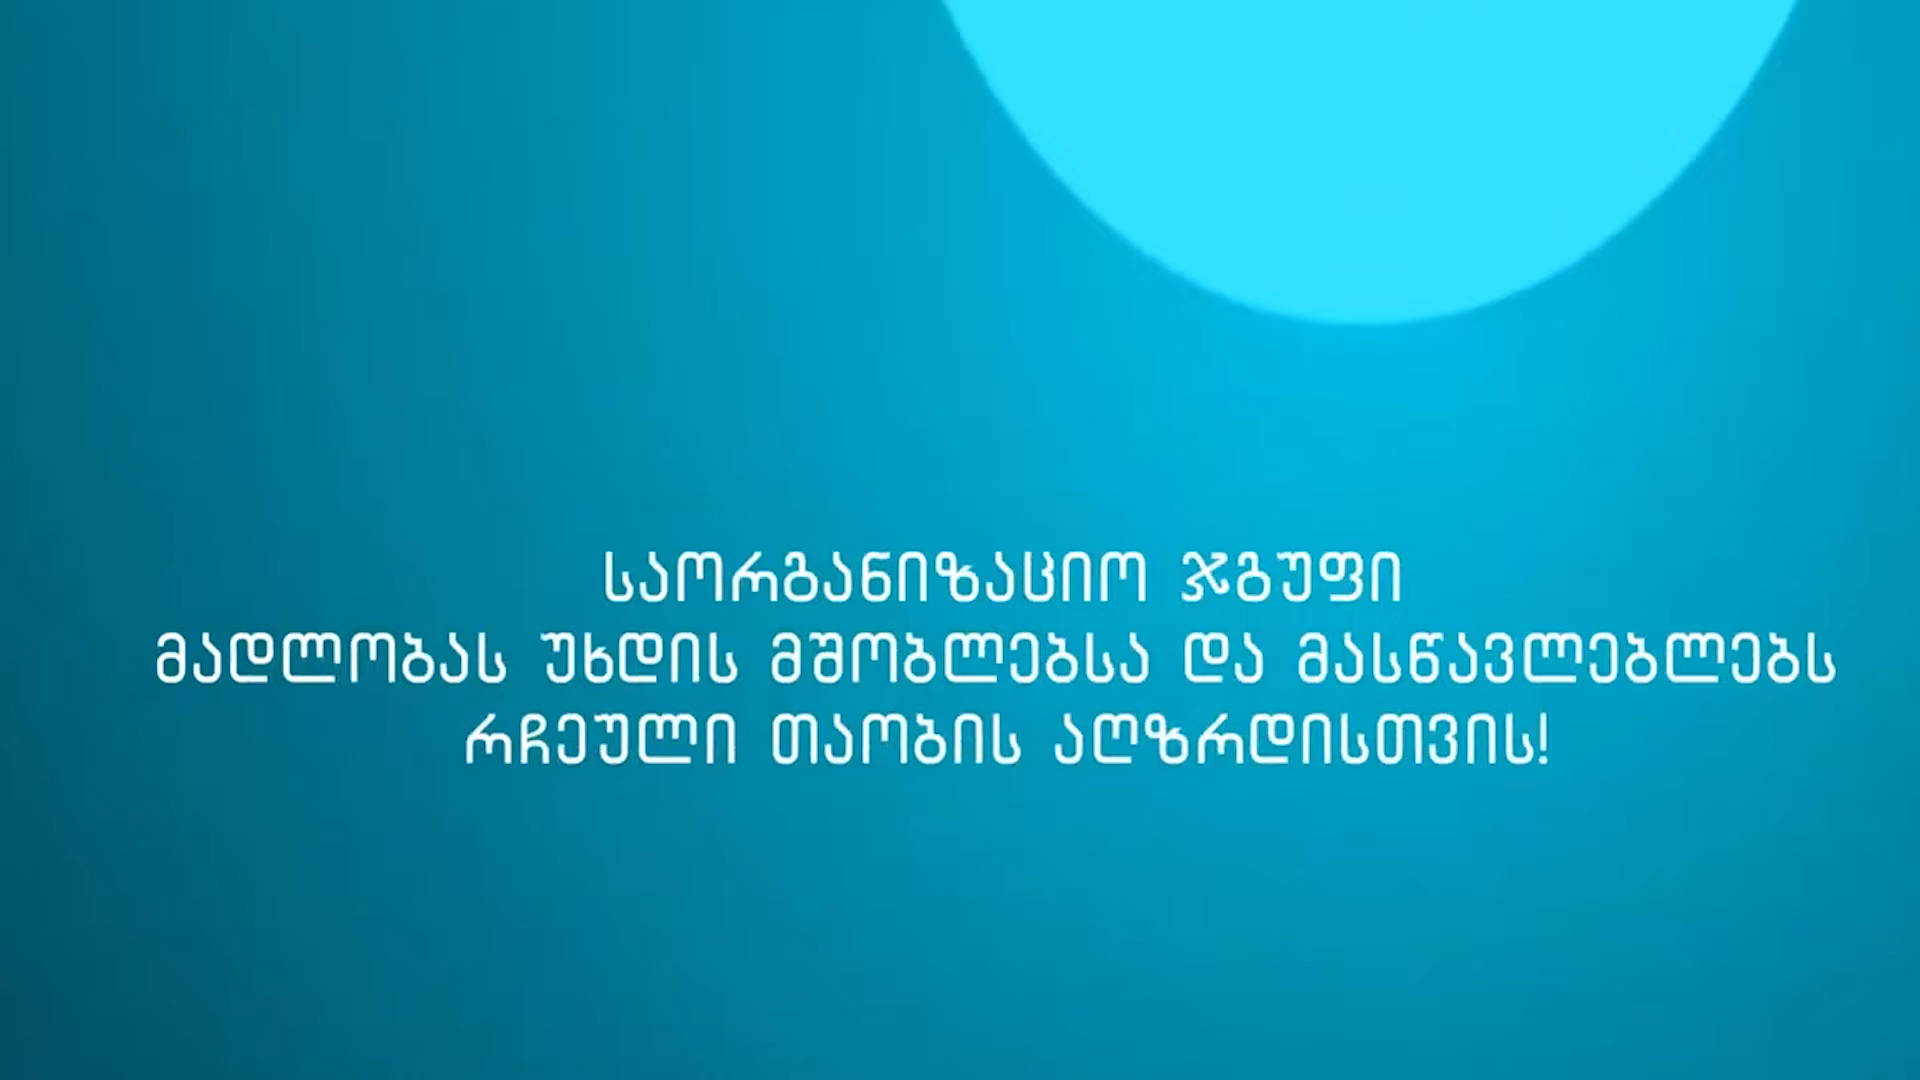 საორგანიზაციო ჯგუფი
მადლობას უხდის მშობლებსა და მასწავლებლებს
რჩეული თაობის აღზრდისთვის!